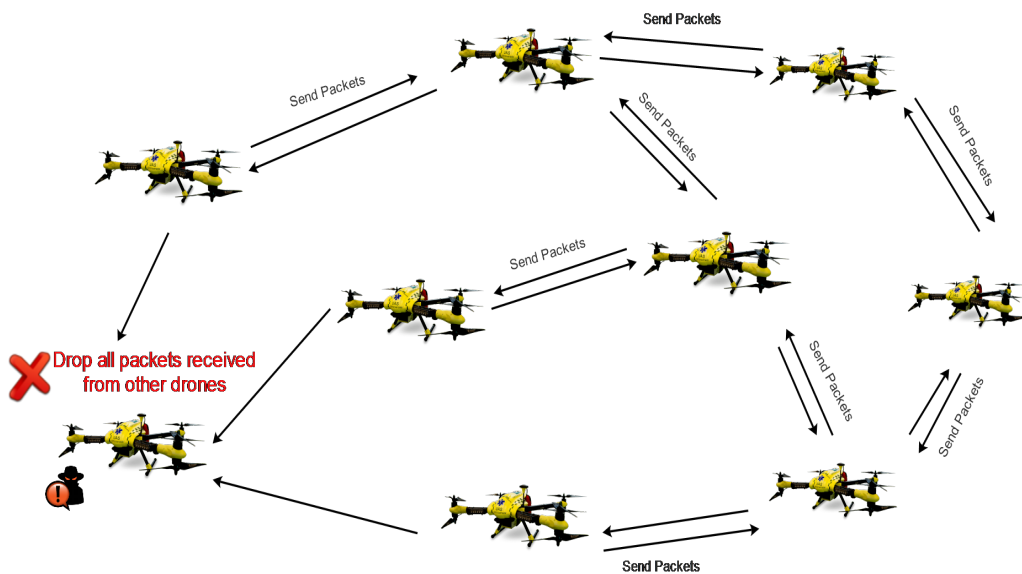 Send Packets
Send Packets
Send Packets
Send Packets
Send Packets
Drop all packets received
from other drones
Send Packets
Send Packets
Send Packets
!